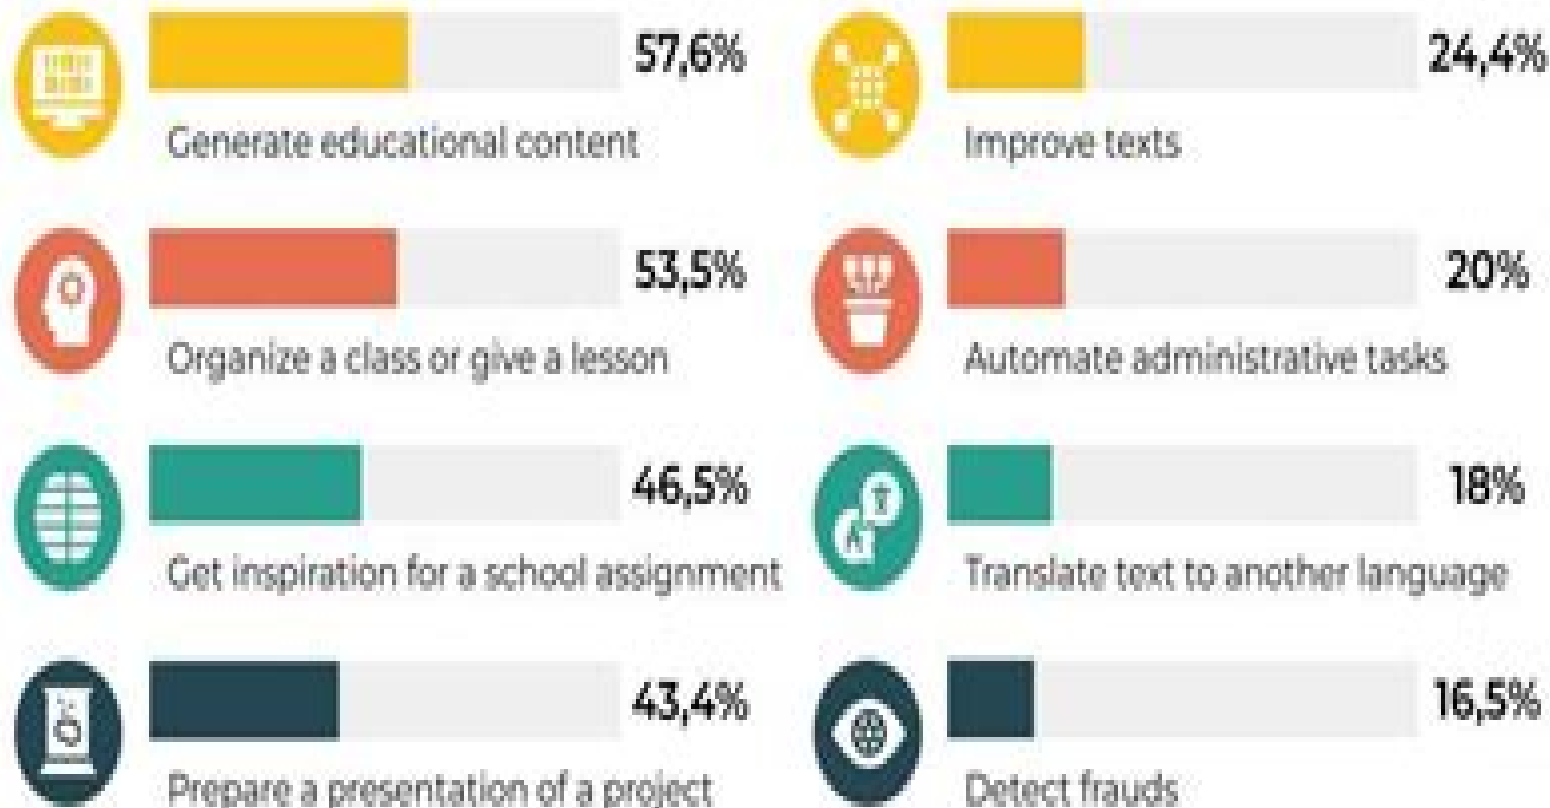 57,6%
Generate educational content
53,5%
Organize a class or give a lesson
46,5%
Get inspiration for a school assignment
43,4%
Prepare a presentation of a project
24,4%
Improve texts
20%
Automate administrative tasks
18%
Translate text to another language
16,5%
Detect frauds